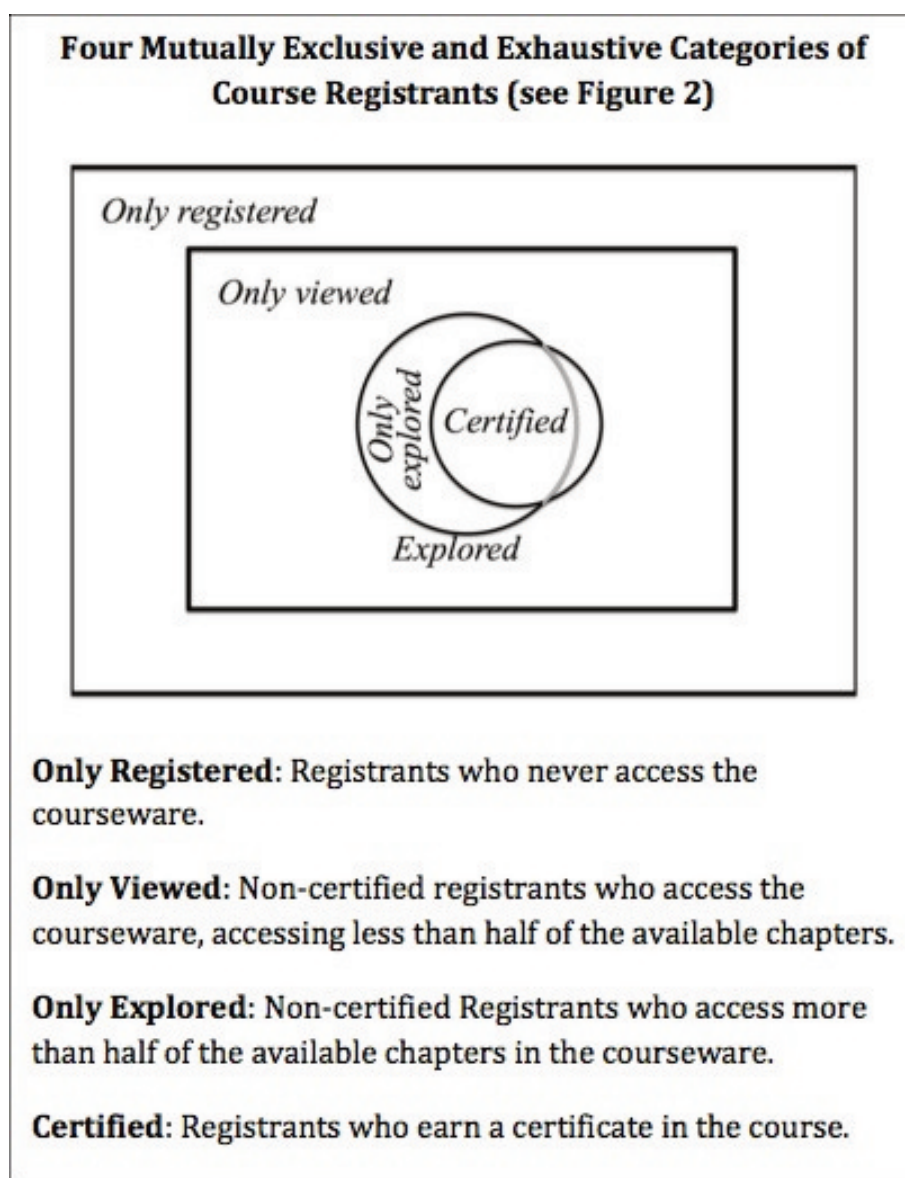 Four Mutually Exclusive and Exhaustive Categories of
Course Registrants (see Figure 2)
Only registered
Only viewed
Only
explored
Certified
Explored
Only Registered: Registrants who never access the
courseware.
Only Viewed: Non-certified registrants who access the
courseware, accessing less than half of the available chapters.
Only Explored: Non-certified Registrants who access more
than half of the available chapters in the courseware.
Certified: Registrants who earn a certificate in the course.